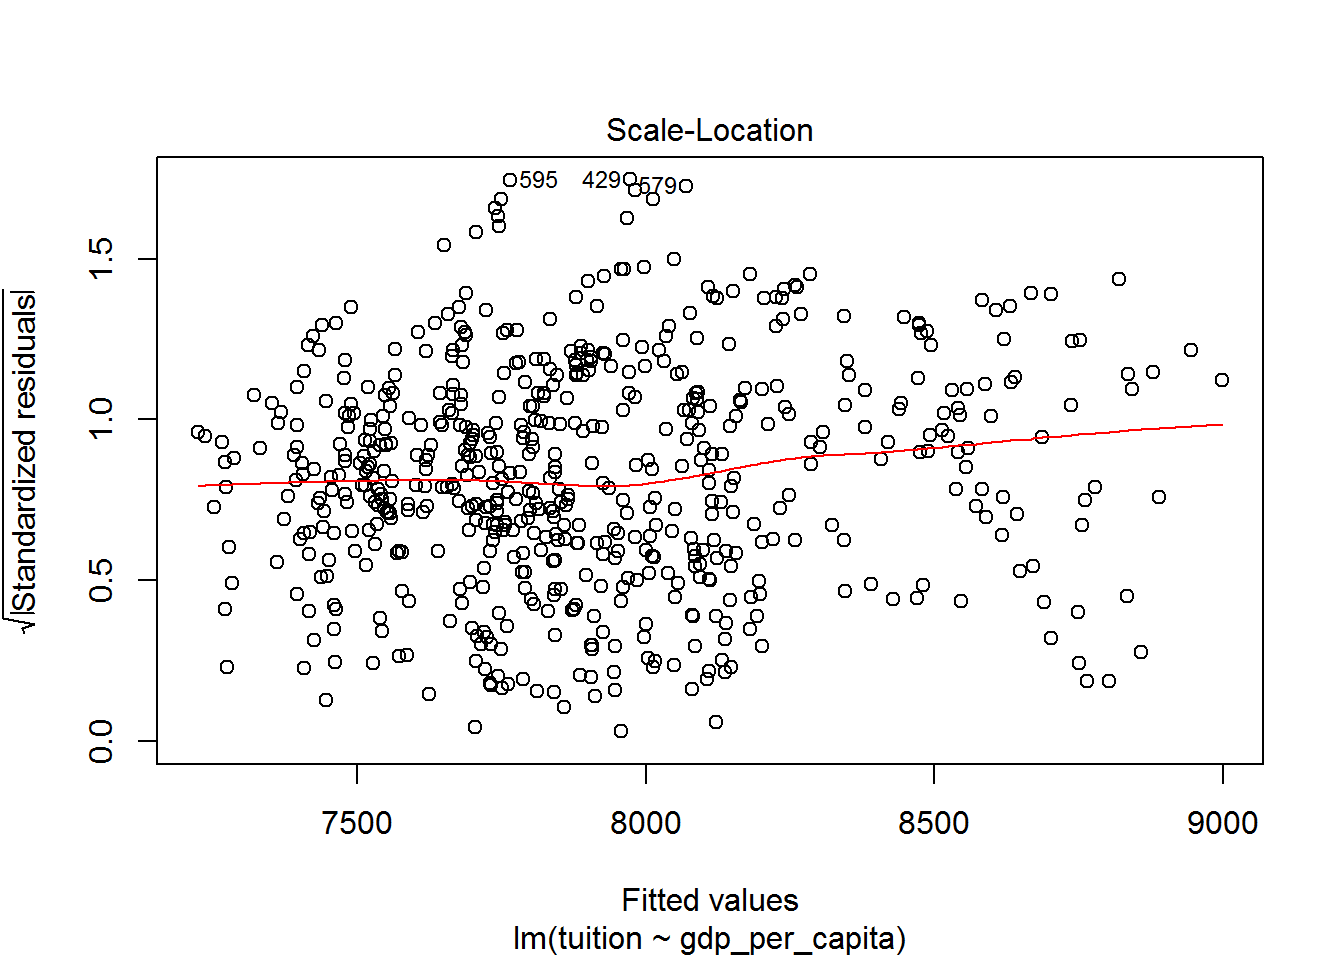 Scale-Location
595
429
579
√|Standardized residuals|
0.0
0.5
1.0
1.5
7500
8000
8500
9000
Fitted values
lm(tuition ~ gdp_per_capita)